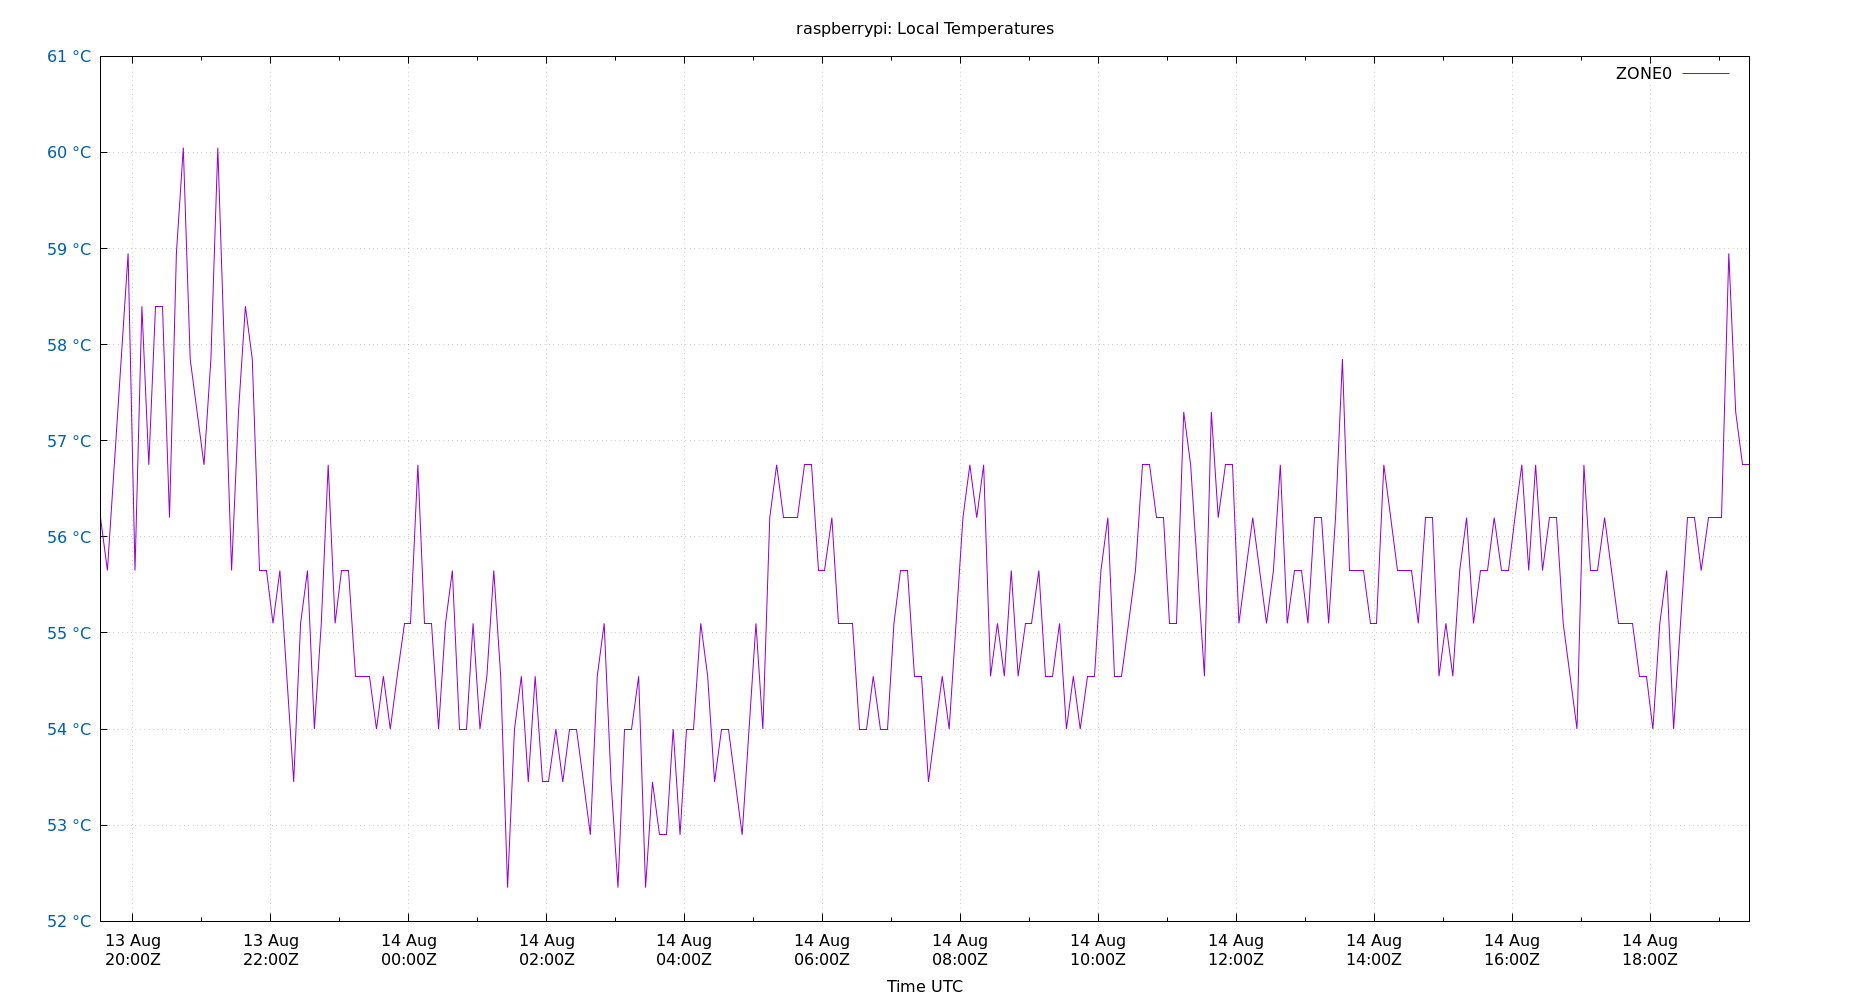 raspberrypi: Local Temperatures
ZONE0
61 °C
60 °C
59 °C
58 °C
57 °C
56 °C
55 °C
54 °C
53 °C
52 °C
13 Aug 13 Aug 14 Aug 14 Aug 14 Aug 14 Aug 14 Aug 14 Aug 14 Aug 14 Aug 14 Aug 14 Aug
20:00Z 22:00Z 00:00Z 02:00Z 04:00Z 06:00Z 08:00Z 10:00Z 12:00Z 14:00Z 16:00Z 18:00Z
Time UTC